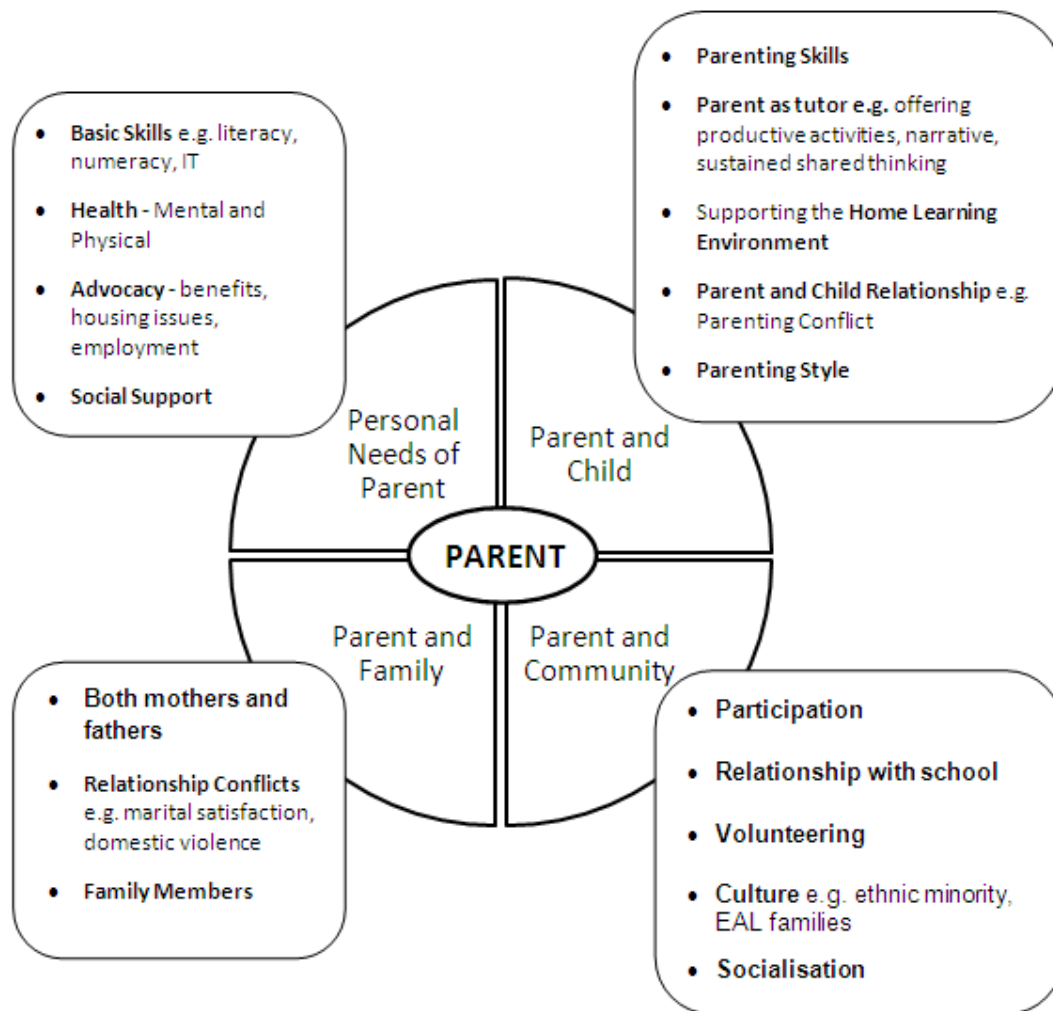 • Basic Skills e.g. literacy,
numeracy, IT
• Health - Mental and
Physical
• Advocacy - benefits,
housing issues,
employment
• Social Support
• Parenting Skills
• Parent as tutor e.g. offering
productive activities, narrative,
sustained shared thinking
• Supporting the Home Learning
Environment
• Parent and Child Relationship e.g.
Parenting Conflict
• Parenting Style
Personal
Needs of
Parent
Parent and
Child
PARENT
Parent and
Family
Parent and
Community
• Both mothers and
fathers
• Relationship Conflicts
e.g. marital satisfaction,
domestic violence
• Family Members
• Participation
• Relationship with school
• Volunteering
• Culture e.g. ethnic minority,
EAL families
• Socialisation